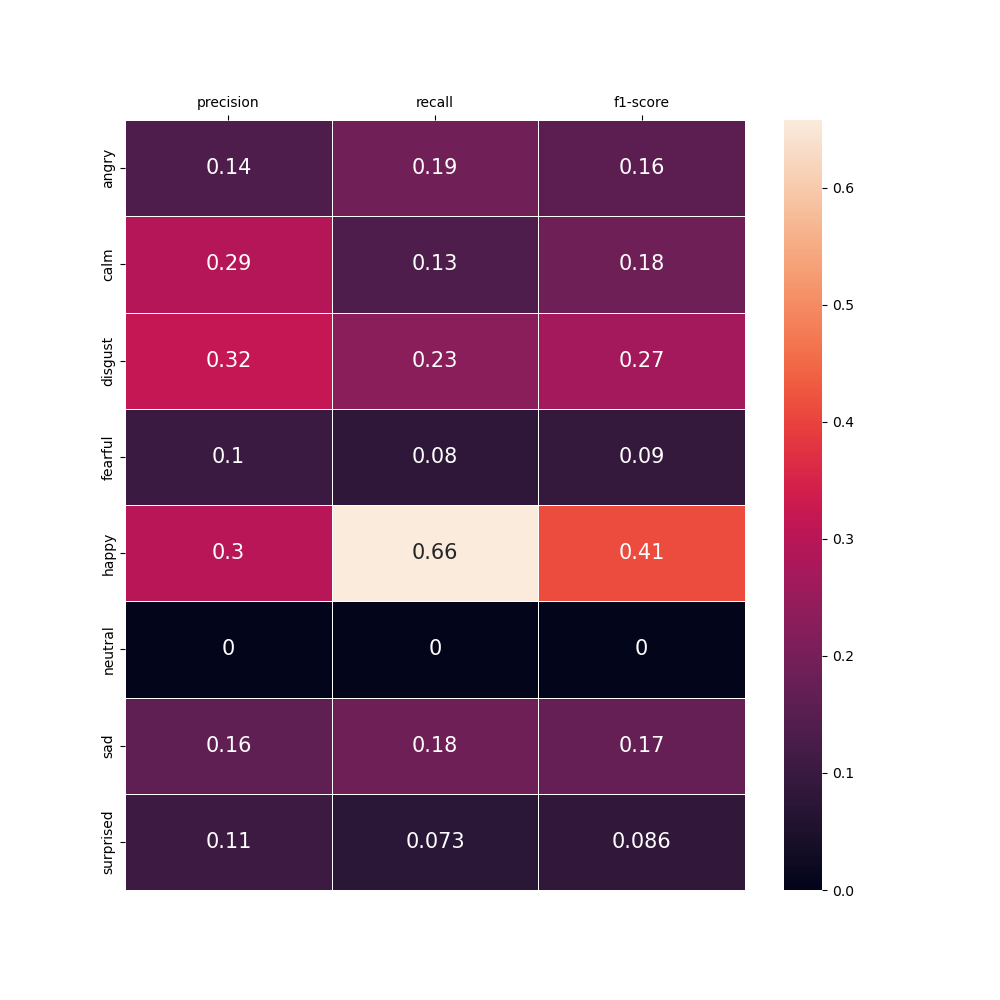 precision recall f1-score
angry 0.14 0.19 0.16
calm 0.29 0.13 0.18
disgust 0.32 0.23 0.27
fearful 0.1 0.08 0.09
happy 0.3 0.66 0.41
neutral 0 0 0
sad 0.16 0.18 0.17
surprised 0.11 0.073 0.086
0.6
0.5
0.4
0.3
0.2
0.1
0.0